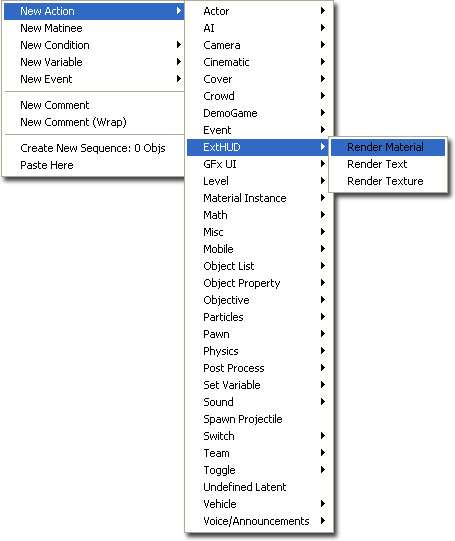 New Action
New Matinee
New Condition
New Variable
New Event
New Comment
New Comment (Wrap)
Create New Sequence: 0 Objs
Paste Here
Actor
AI
Camera
Cinematic
Cover
Crowd
DemoGame
Event
ExtHUD
GFx UI
Level
Material Instance
Math
Misc
Mobile
Object List
Object Property
Objective
Particles
Pawn
Physics
Post Process
Set Variable
Sound
Spawn Projectile
Switch
Team
Toggle
Undefined Latent
Vehicle
Voice/Announcements
Render Material
Render Text
Render Texture